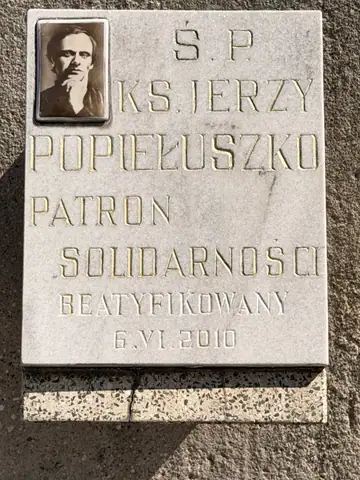 Ś.P.
KS. JERZY
POPIEŁUSZKO
PATRON
SOLIDARNOŚCI
BEATYFIKOWANY
6.VI.2010